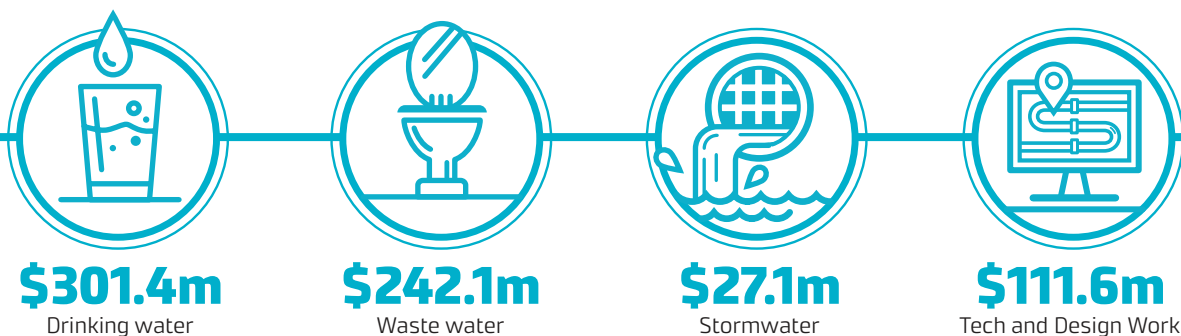 $301.4m
Drinking water
$242.1m
Waste water
$27.1m
Stormwater
$111.6m
Tech and Design Work